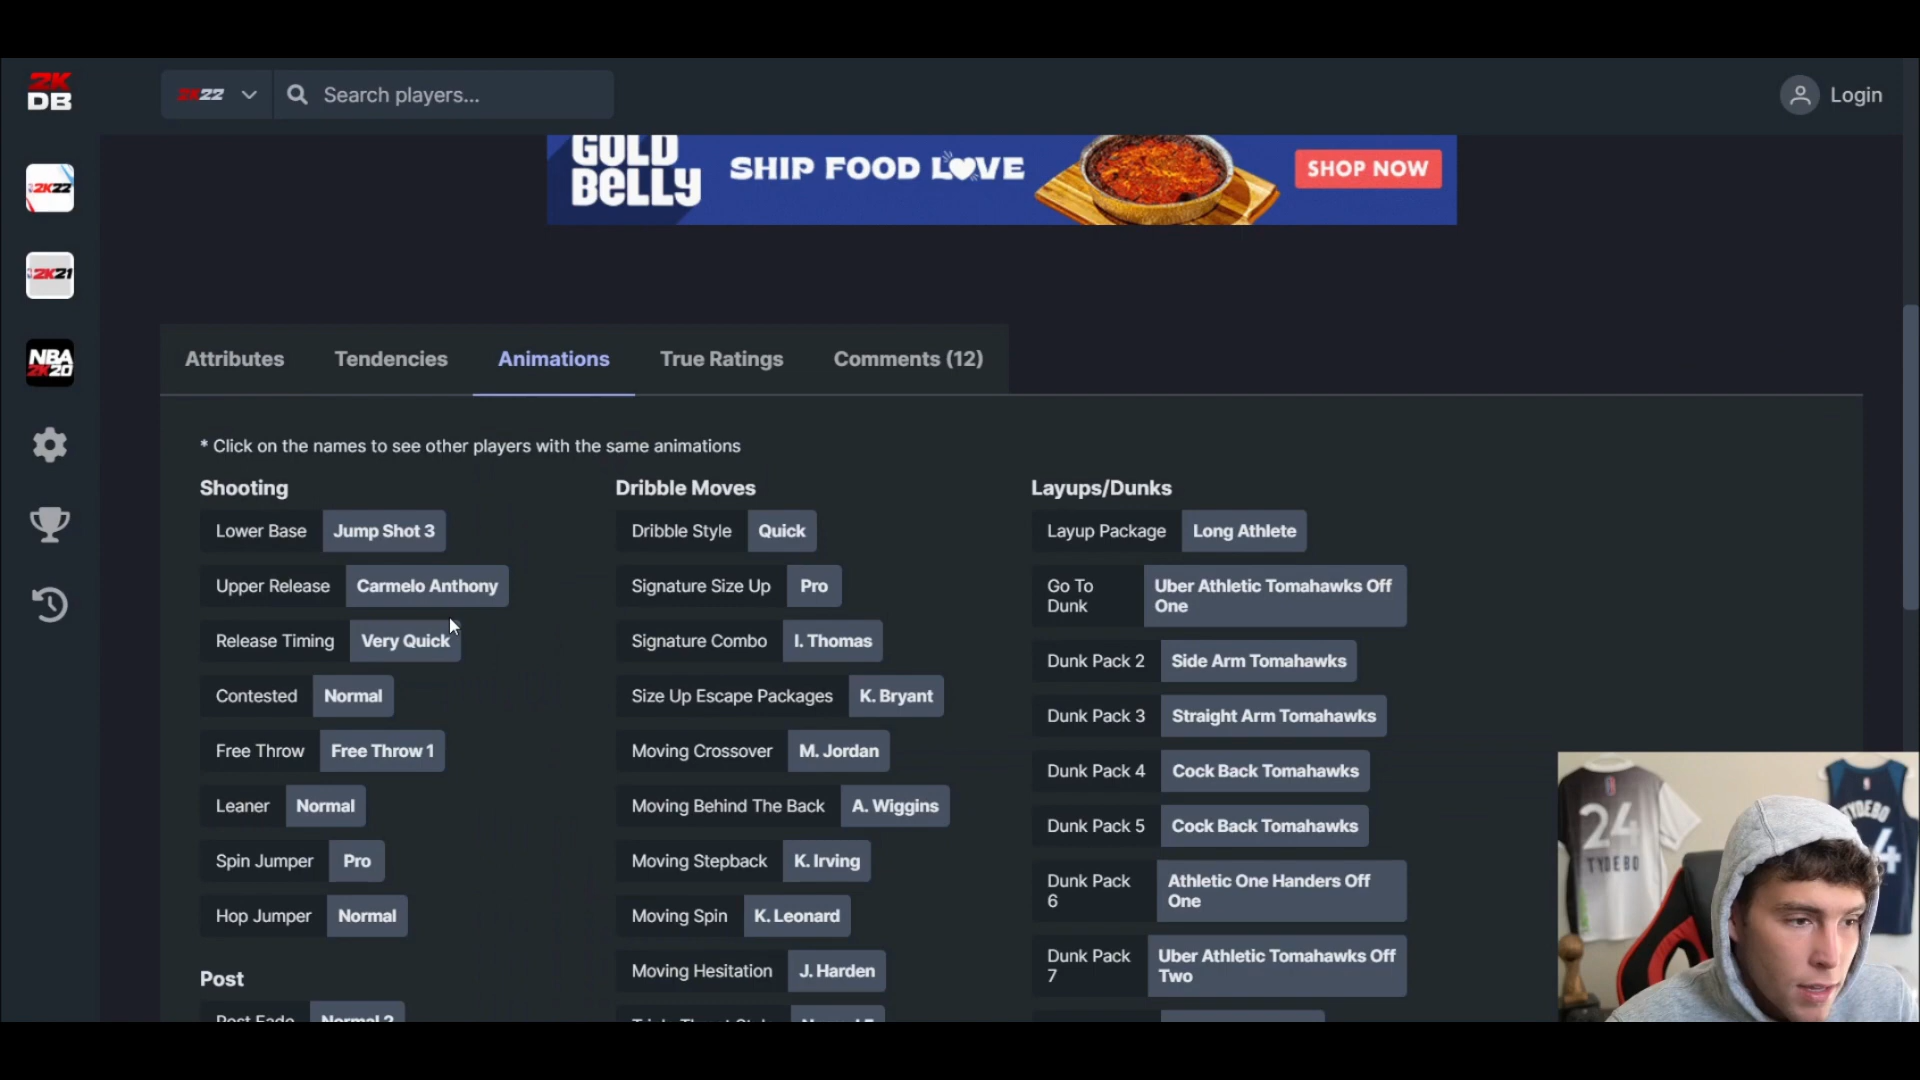 2K
DB
2K22
Search players...
Login
2K22
2K21
NBA
2K20
GOLD
BELLY
SHIP FOOD LOVE
SHOP NOW
Attributes
Tendencies
Animations
True Ratings
Comments (12)
* Click on the names to see other players with the same animations
Shooting
Lower Base Jump Shot 3
Upper Release Carmelo Anthony
Release Timing Very Quick
Contested Normal
Free Throw Free Throw 1
Leaner Normal
Spin Jumper Pro
Hop Jumper Normal
Post
Post Fade Normal 2
Dribble Moves
Dribble Style Quick
Signature Size Up Pro
Signature Combo I. Thomas
Size Up Escape Packages K. Bryant
Moving Crossover M. Jordan
Moving Behind The Back A. Wiggins
Moving Stepback K. Irving
Moving Spin K. Leonard
Moving Hesitation J. Harden
Layups/Dunks
Layup Package Long Athlete
Go To
Dunk
Uber Athletic Tomahawks Off
One
Dunk Pack 2 Side Arm Tomahawks
Dunk Pack 3 Straight Arm Tomahawks
Dunk Pack 4 Cock Back Tomahawks
Dunk Pack 5 Cock Back Tomahawks
Dunk Pack
6
Athletic One Handers Off
One
Dunk Pack
7
Uber Athletic Tomahawks Off
Two
24
TYDEBO
TYDEBO
4